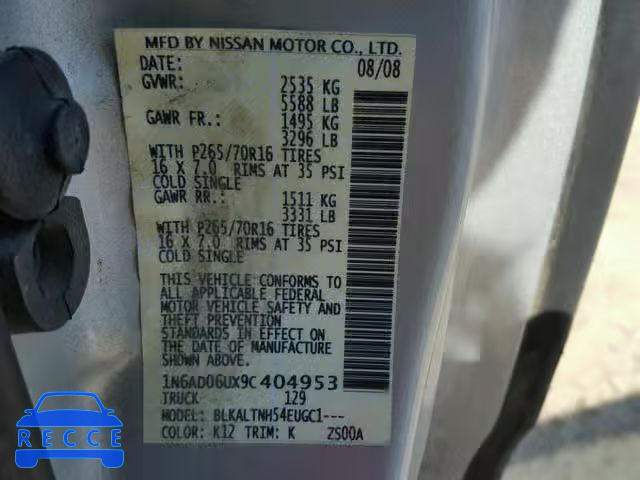 MFD BY NISSAN MOTOR CO., LTD.
DATE: 08/08
GVWR: 2535 KG
5588 LB
GAWR FR.: 1495 KG
3296 LB
WITH P265/70R16 TIRES
16 X 7.0 RIMS AT 35 PSI
COLD SINGLE
GAWR RR.: 1511 KG
3331 LB
WITH P265/70R16 TIRES
16 X 7.0 RIMS AT 35 PSI
COLD SINGLE
THIS VEHICLE CONFORMS TO
ALL APPLICABLE FEDERAL
MOTOR VEHICLE SAFETY
AND THEFT PREVENTION
STANDARDS IN EFFECT ON
THE DATE OF MANUFACTURE
SHOWN ABOVE.
1N6AD06UX9C404953
TRUCK 129
MODEL: BLKALTNH54EUGC1---
COLOR: K12 TRIM: K ZS00A
RECCE